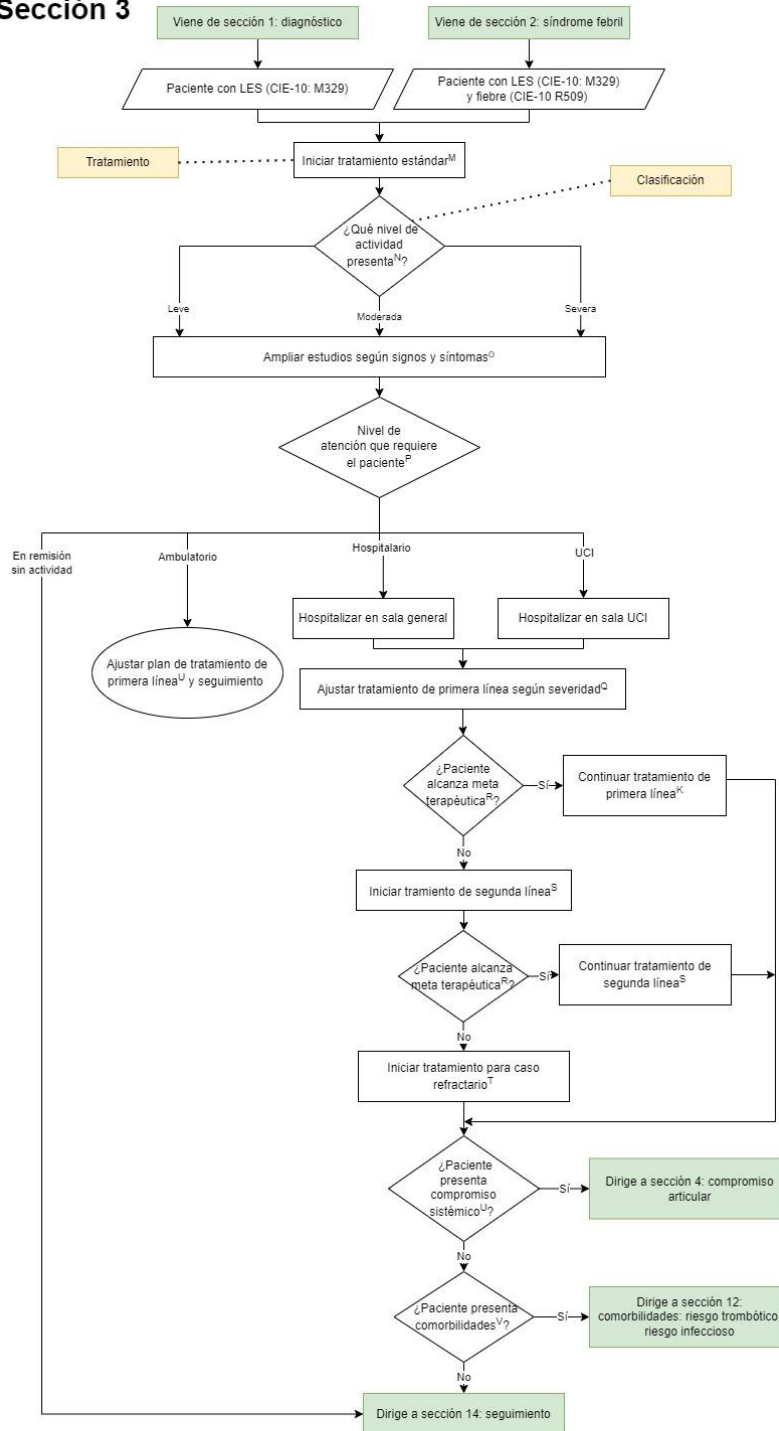 Sección 3
Viene de sección 1: diagnóstico
Viene de sección 2: síndrome febril
Paciente con LES (CIE-10: M329)
Paciente con LES (CIE-10: M329)
y fiebre (CIE-10 R509)
Tratamiento
Iniciar tratamiento estándarᴹ
Clasificación
¿Qué nivel de
actividad
presentaᴺ?
Leve
Moderada
Severa
Ampliar estudios según signos y síntomasᴼ
Nivel de
atención que requiere
el pacienteᴾ
En remisión
sin actividad
Ambulatorio
Hospitalario
UCI
Hospitalizar en sala general
Hospitalizar en sala UCI
Ajustar plan de tratamiento de
primera líneaᵁ y seguimiento
Ajustar tratamiento de primera línea según severidadQ
¿Paciente
alcanza meta
terapéuticaᴿ?
Sí
Continuar tratamiento de
primera líneaᴷ
No
Iniciar tramiento de segunda líneaS
¿Paciente alcanza
meta terapéuticaᴿ?
Sí
Continuar tratamiento de
segunda líneaS
No
Iniciar tratamiento para caso
refractarioᵀ
¿Paciente
presenta
compromiso
sistémicoᵁ?
Sí
Dirige a sección 4: compromiso
articular
No
¿Paciente presenta
comorbilidadesⱽ?
Sí
Dirige a sección 12:
comorbilidades: riesgo trombótico
riesgo infeccioso
No
Dirige a sección 14: seguimiento